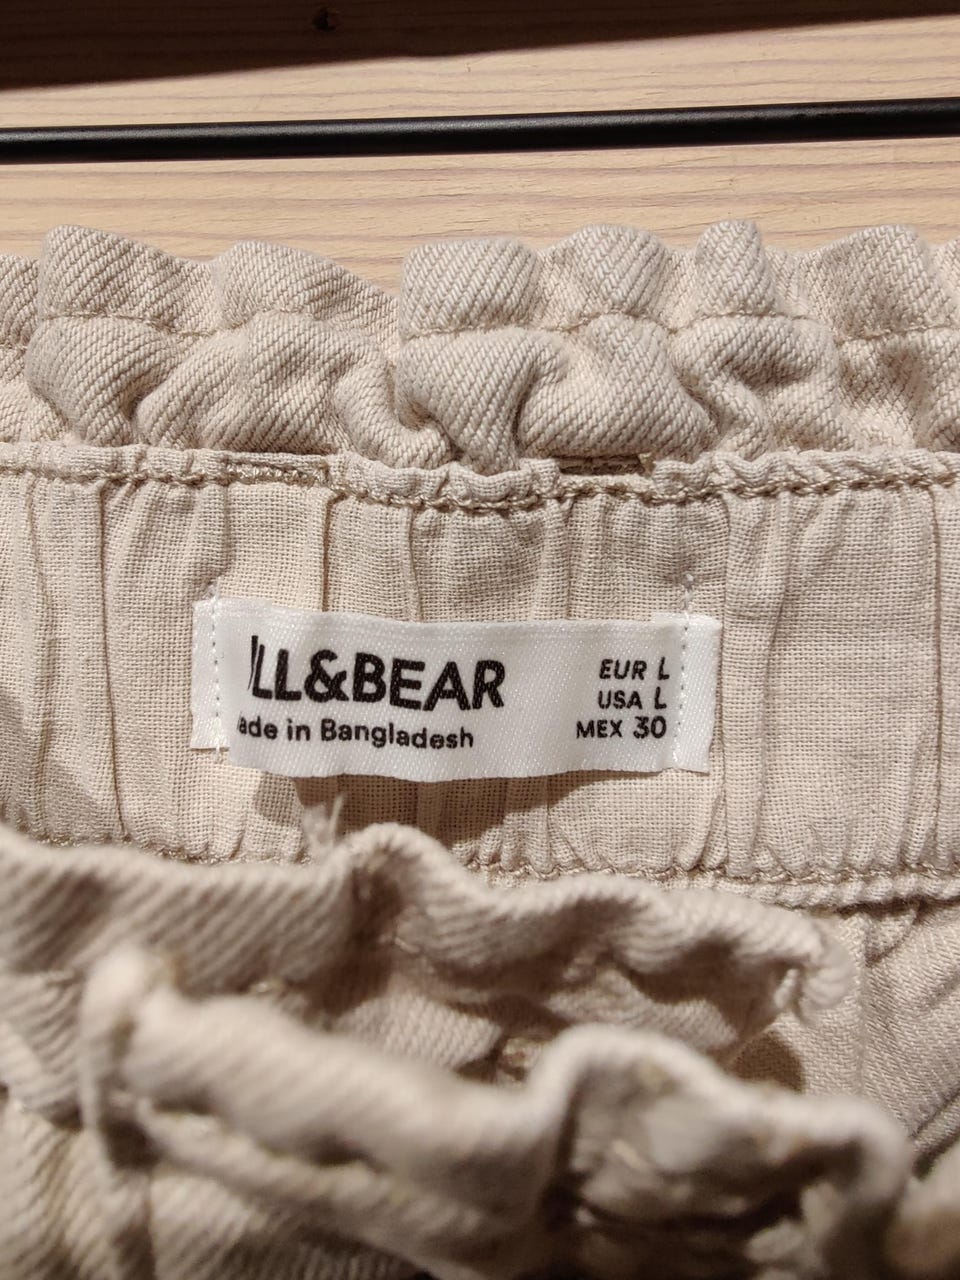 LL&BEAR
ade in Bangladesh
EUR L
USA L
MEX 30